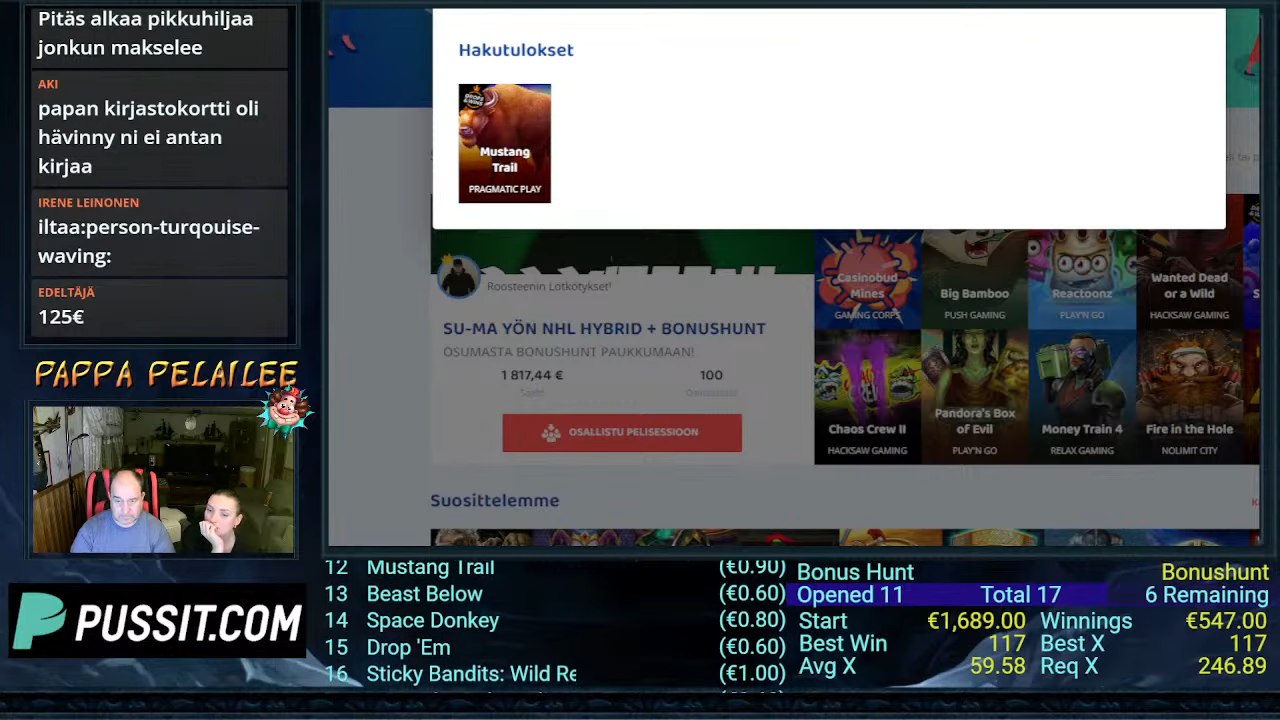 Pitäs alkaa pikkuhiljaa
jonkun makselee
AKI
papan kirjastokortti oli
hävinny ni ei antan
kirjaa
IRENE LEINONEN
iltaa:person-turqouise-
waving:
EDELTÄJÄ
125€
PAPPA PELAILEE
PUSSIT.COM
Hakutulokset
DROPS & WINS
Mustang
Trail
PRAGMATIC PLAY
Roosteenin Lötkötykset!
SU-MA YÖN NHL HYBRID + BONUSHUNT
OSUMASTA BONUSHUNT PAUKKUMAAN!
1 817,44 €
100
OSALLISTU PELISESSIOON
Casinobud
Mines
GAMING CORPS
Big Bamboo
PUSH GAMING
Reactoonz
PLAY'N GO
Wanted Dead
or a Wild
HACKSAW GAMING
Chaos Crew II
HACKSAW GAMING
Pandora's Box
of Evil
PLAY'N GO
Money Train 4
RELAX GAMING
Fire in the Hole
NOLIMIT CITY
Suosittelemme
12 Mustang Trail (€0.90)
13 Beast Below (€0.60)
14 Space Donkey (€0.80)
15 Drop 'Em (€0.60)
16 Sticky Bandits: Wild Re (€1.00)
Bonus Hunt Bonushunt
Opened 11 Total 17 6 Remaining
Start €1,689.00 Winnings €547.00
Best Win 117 Best X 117
Avg X 59.58 Req X 246.89